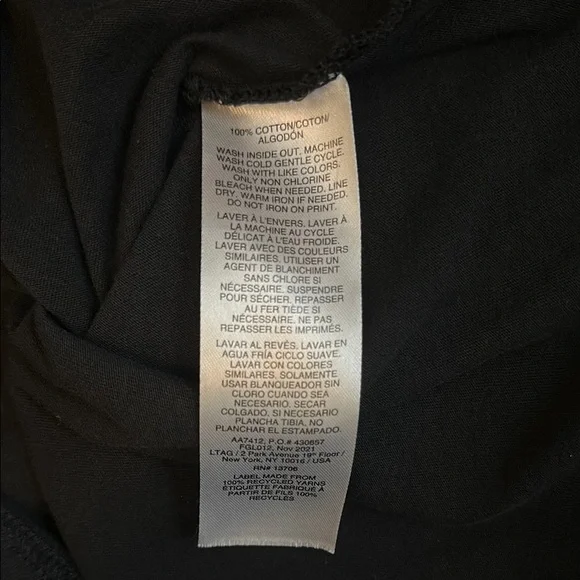 100% COTTON/COTON/
ALGODÓN
WASH INSIDE OUT, MACHINE
WASH COLD GENTLE CYCLE.
WASH WITH LIKE COLORS,
ONLY NON CHLORINE
BLEACH WHEN NEEDED, LINE
DRY. WARM IRON IF NEEDED.
DO NOT IRON ON PRINT.
LAVER À L'ENVERS. LAVER À
LA MACHINE AU CYCLE
DÉLICAT À L'EAU FROIDE.
LAVER AVEC DES COULEURS
SIMILAIRES. UTILISER UN
AGENT DE BLANCHIMENT
SANS CHLORE SI
NÉCESSAIRE. SUSPENDRE
POUR SÉCHER. REPASSER
AU FER TIÈDE SI
NÉCESSAIRE. NE PAS
REPASSER LES IMPRIMÉS.
LAVAR AL REVÉS. LAVAR EN
AGUA FRÍA CICLO SUAVE.
LAVAR CON COLORES
SIMILARES. SOLAMENTE
USAR BLANQUEADOR SIN
CLORO CUANDO SEA
NECESARIO. SECAR
COLGADO. SI NECESARIO
PLANCHA TIBIA, NO
PLANCHAR EL ESTAMPADO.
AA7412, P.O.# 430657
FGL012, Nov 2021
LTAG / 2 Park Avenue 19th Floor /
New York, NY 10016 / USA
RN# 13706
LABEL MADE FROM
100% RECYCLED YARNS
ÉTIQUETTE FABRIQUÉ À
PARTIR DE FILS 100%
RECYCLÉS